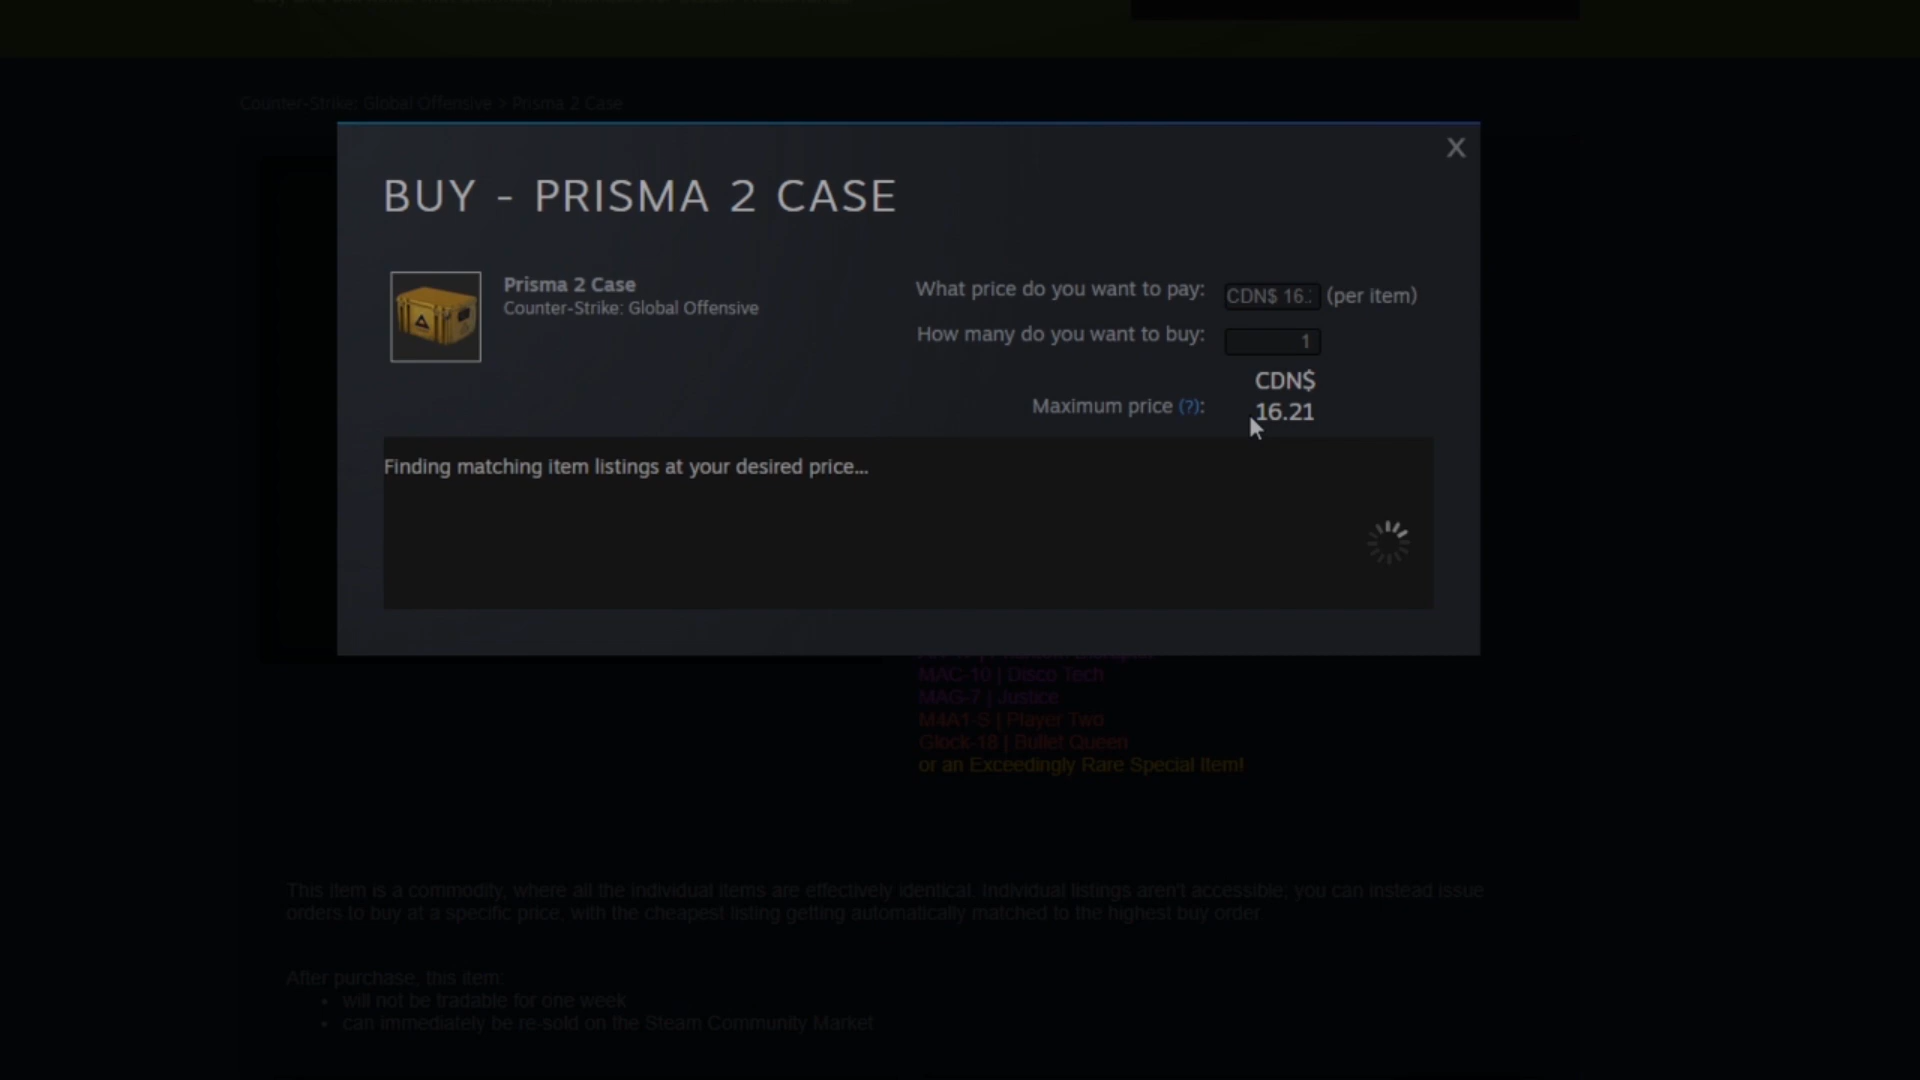 Counter-Strike: Global Offensive > Prisma 2 Case
X
BUY - PRISMA 2 CASE
Prisma 2 Case
Counter-Strike: Global Offensive
What price do you want to pay: CDN$ 16. (per item)
How many do you want to buy: 1
Maximum price (?): CDN$ 16.21
Finding matching item listings at your desired price...
MAC-10 | Disco Tech
MAG-7 | Justice
M4A1-S | Player Two
Glock-18 | Bullet Queen
or an Exceedingly Rare Special Item!
This item is a commodity, where all the individual items are effectively identical. Individual listings aren't accessible; you can instead issue
orders to buy at a specific price, with the cheapest listing getting automatically matched to the highest buy order.
After purchase, this item:
• will not be tradable for one week
• can immediately be re-sold on the Steam Community Market